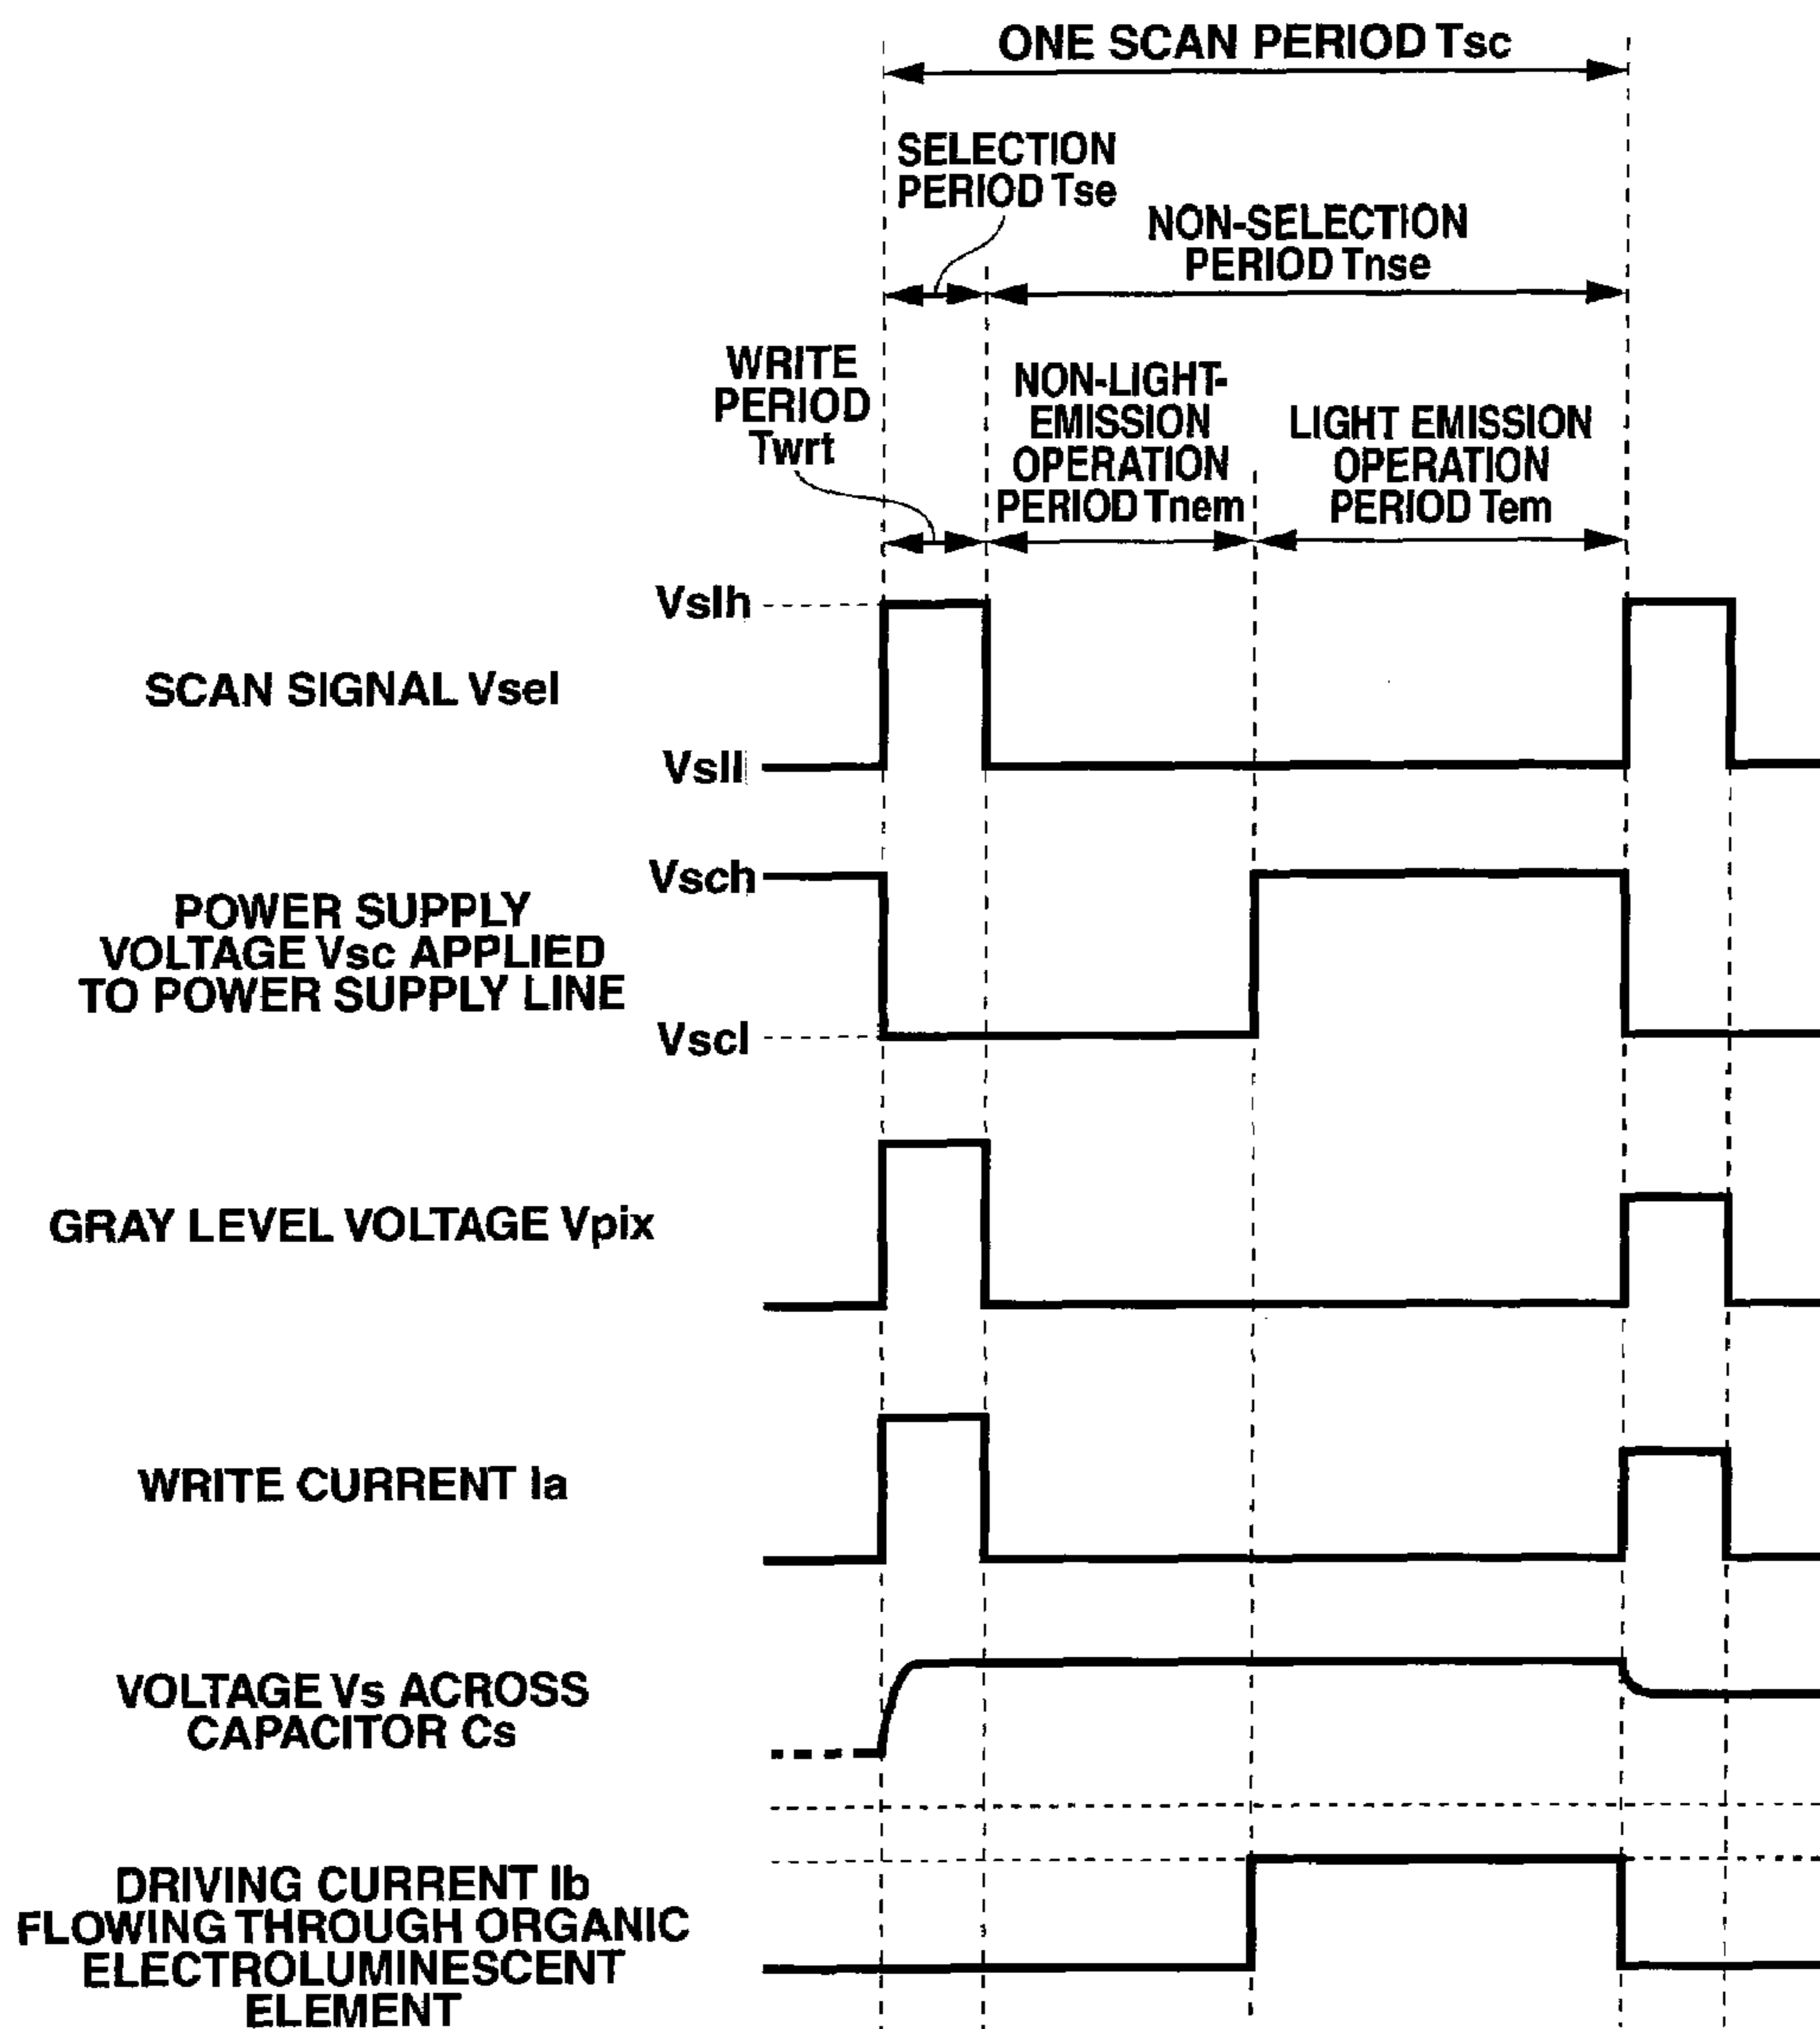 ONE SCAN PERIOD Tsc
SELECTION
PERIOD Tse
NON-SELECTION
PERIOD Tnse
WRITE
PERIOD
Twrt
NON-LIGHT-
EMISSION
OPERATION
PERIOD Tnem
LIGHT EMISSION
OPERATION
PERIOD Tem
Vslh
SCAN SIGNAL Vsel
Vsll
Vsch
POWER SUPPLY
VOLTAGE Vsc APPLIED
TO POWER SUPPLY LINE
Vscl
GRAY LEVEL VOLTAGE Vpix
WRITE CURRENT Ia
VOLTAGE Vs ACROSS
CAPACITOR Cs
DRIVING CURRENT Ib
FLOWING THROUGH ORGANIC
ELECTROLUMINESCENT
ELEMENT